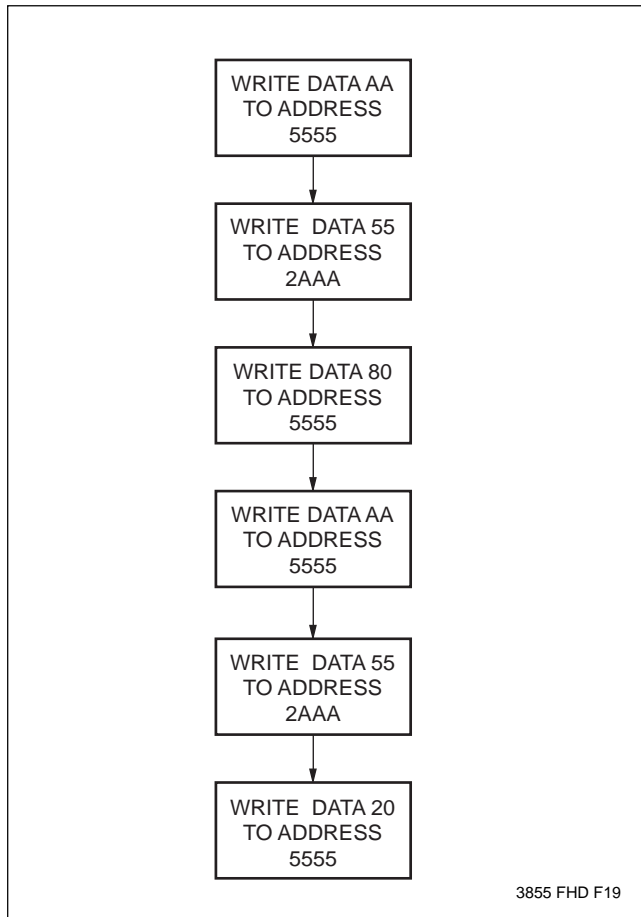 WRITE DATA AA
TO ADDRESS
5555
WRITE DATA 55
TO ADDRESS
2AAA
WRITE DATA 80
TO ADDRESS
5555
WRITE DATA AA
TO ADDRESS
5555
WRITE DATA 55
TO ADDRESS
2AAA
WRITE DATA 20
TO ADDRESS
5555
3855 FHD F19